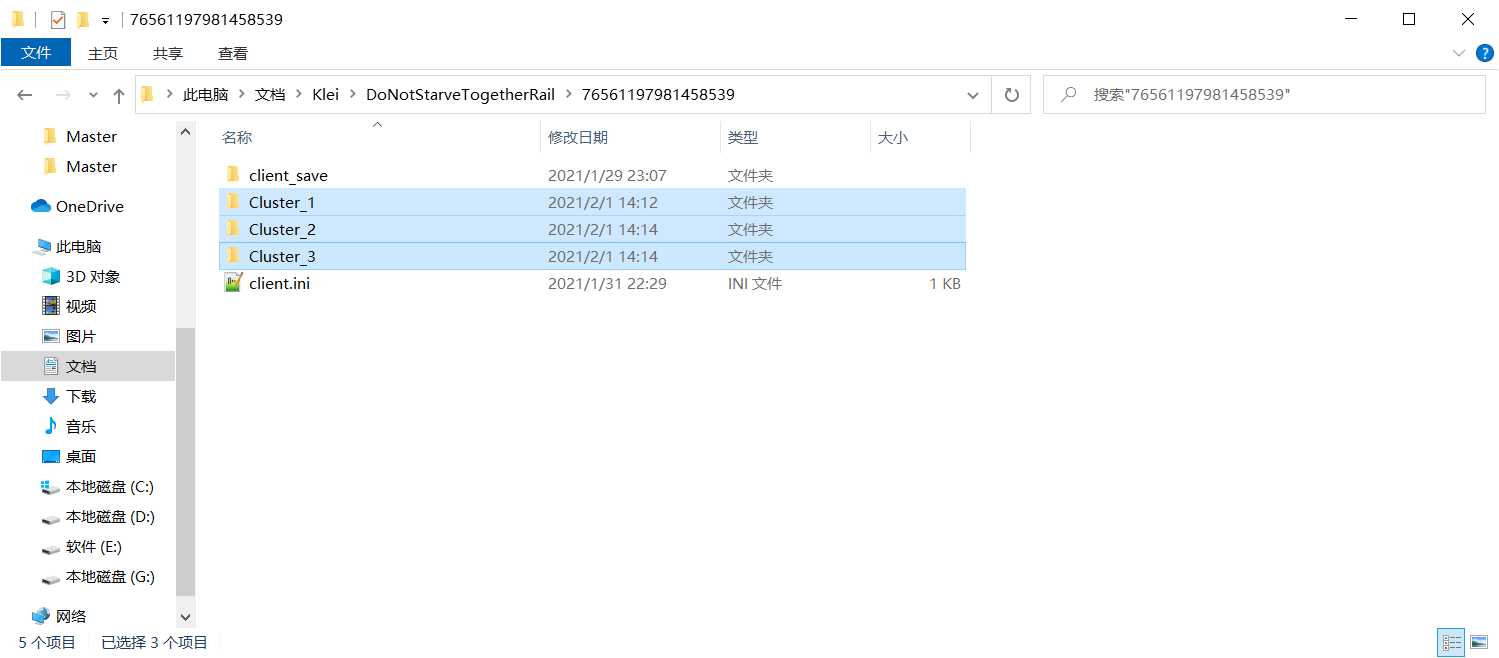 76561197981458539
文件 主页 共享 查看 ?
此电脑 文档 Klei DoNotStarveTogetherRail 76561197981458539 搜索"76561197981458539"
Master
Master
OneDrive
此电脑
3D 对象
视频
图片
文档
下载
音乐
桌面
本地磁盘 (C:)
本地磁盘 (D:)
软件 (E:)
本地磁盘 (G:)
网络
名称 修改日期 类型 大小
client_save 2021/1/29 23:07 文件夹
Cluster_1 2021/2/1 14:12 文件夹
Cluster_2 2021/2/1 14:14 文件夹
Cluster_3 2021/2/1 14:14 文件夹
client.ini 2021/1/31 22:29 INI 文件 1 KB
5 个项目 已选择 3 个项目